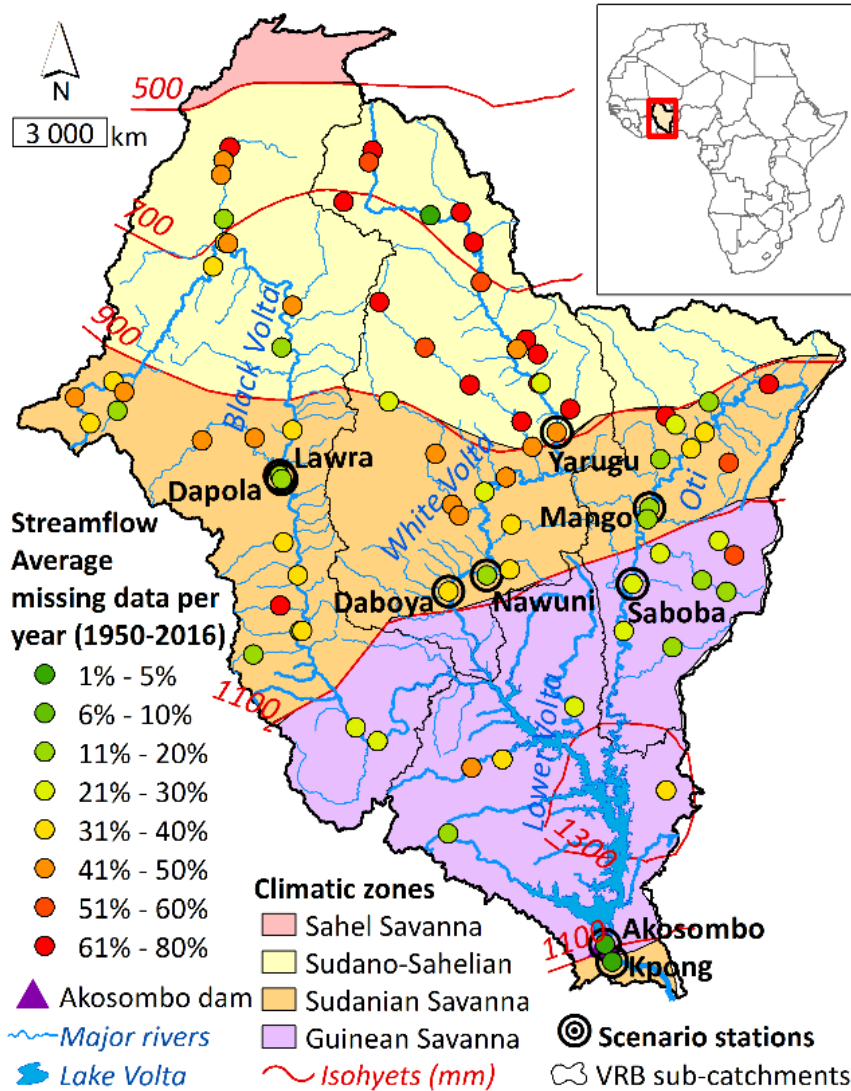 N
3 000 km
500
700
900
Black Volta
Lawra
Dapola
White Volta
Yarugu
Mango
Oti
Daboya
Nawuni
Saboba
1100
Lower Volta
1300
1100
Akosombo
Kpong
Streamflow
Average
missing data per
year (1950-2016)
1% - 5%
6% - 10%
11% - 20%
21% - 30%
31% - 40%
41% - 50%
51% - 60%
61% - 80%
Akosombo dam
Major rivers
Lake Volta
Climatic zones
Sahel Savanna
Sudano-Sahelian
Sudanian Savanna
Guinean Savanna
Isohyets (mm)
Scenario stations
VRB sub-catchments